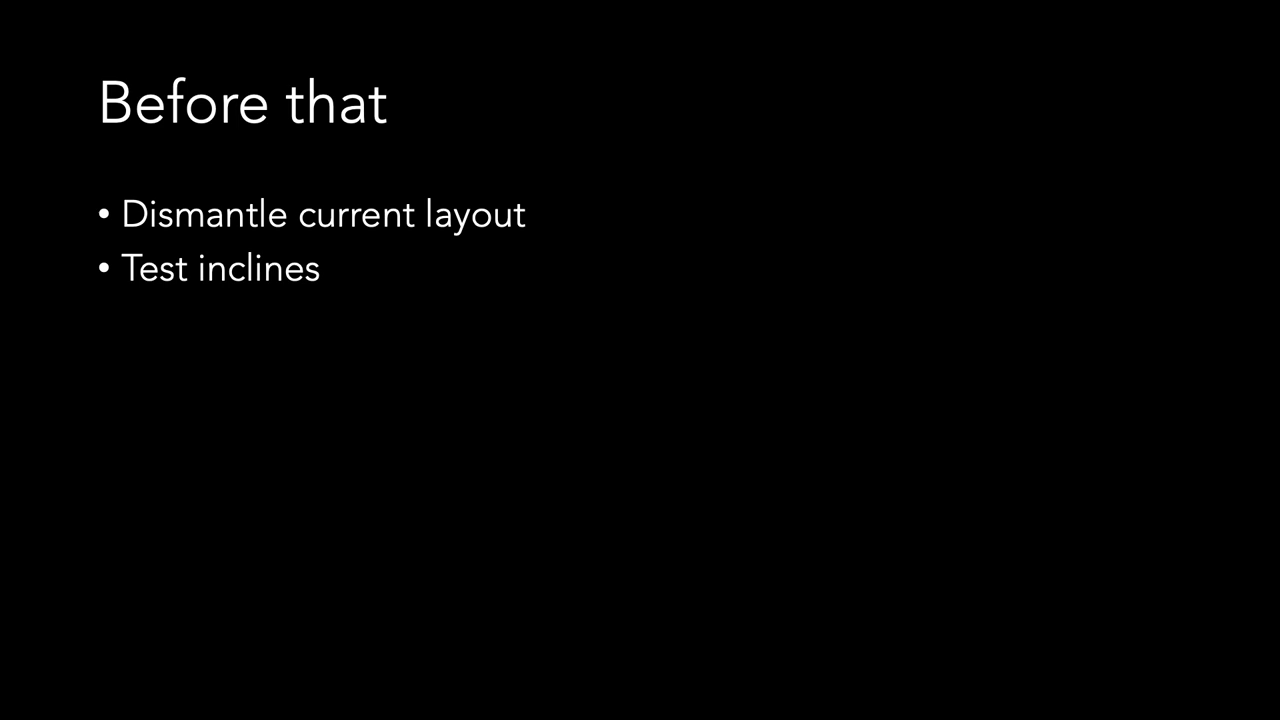 Before that
• Dismantle current layout
• Test inclines